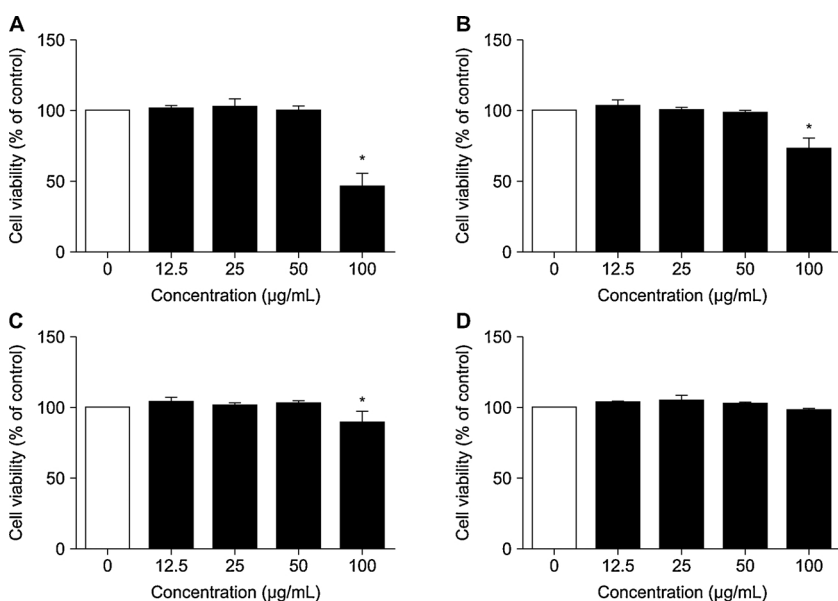 A
Cell viability (% of control)
150
100
50
0
*
0 12.5 25 50 100
Concentration (µg/mL)
B
Cell viability (% of control)
150
100
50
0
*
0 12.5 25 50 100
Concentration (µg/mL)
C
Cell viability (% of control)
150
100
50
0
*
0 12.5 25 50 100
Concentration (µg/mL)
D
Cell viability (% of control)
150
100
50
0
0 12.5 25 50 100
Concentration (µg/mL)